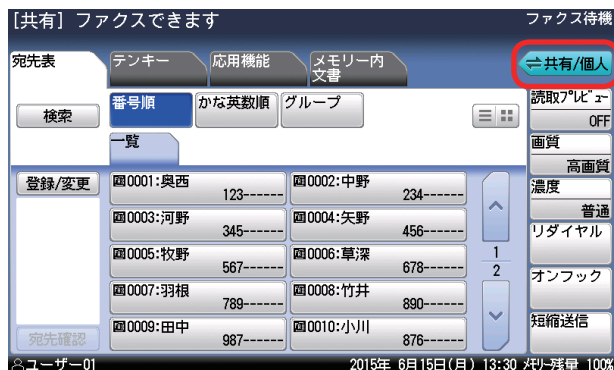 [共有] ファクスできます
ファクス待機
宛先表
テンキー
応用機能
メモリー内
文書
共有/個人
検索
番号順
かな英数順
グループ
一覧
読取プレビュー
OFF
画質
高画質
濃度
普通
リダイヤル
オンフック
短縮送信
登録/変更
0001:奥西
123------
0002:中野
234------
0003:河野
345------
0004:矢野
456------
0005:牧野
567------
0006:草深
678------
0007:羽根
789------
0008:竹井
890------
0009:田中
987------
0010:小川
876------
1
2
宛先確認
ユーザー01
2015年 6月15日(月) 13:30 メモリー残量 100%